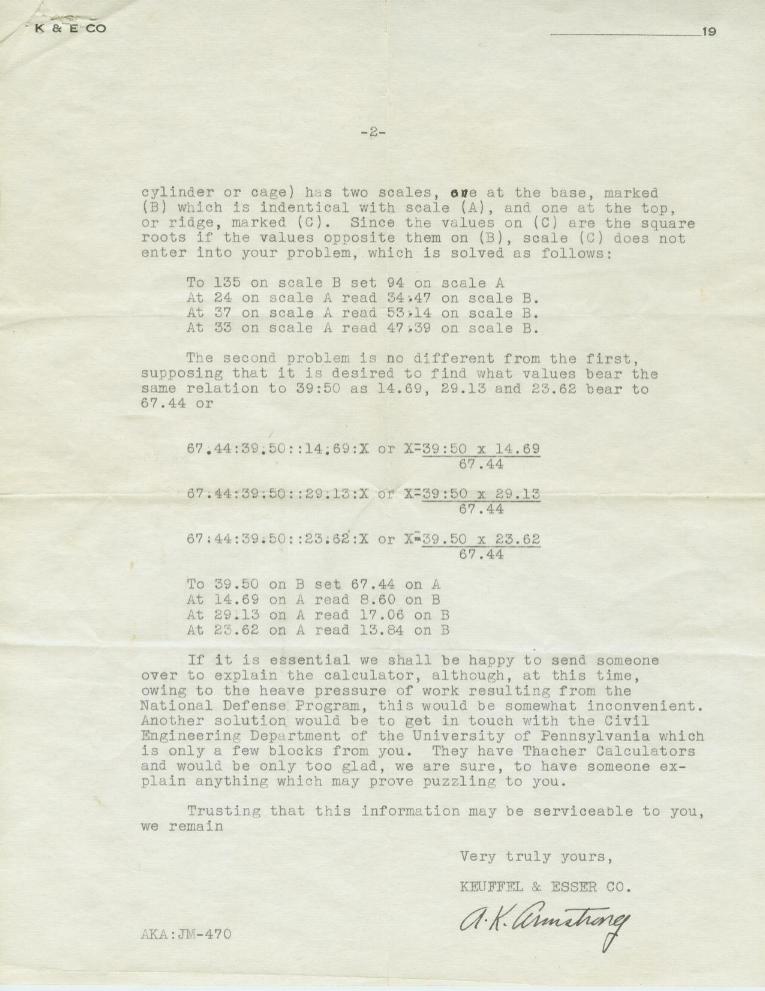 K & E CO
19
-2-
cylinder or cage) has two scales, one at the base, marked
(B) which is indentical with scale (A), and one at the top,
or ridge, marked (C). Since the values on (C) are the square
roots if the values opposite them on (B), scale (C) does not
enter into your problem, which is solved as follows:
To 135 on scale B set 94 on scale A
At 24 on scale A read 34.47 on scale B.
At 37 on scale A read 53.14 on scale B.
At 33 on scale A read 47.39 on scale B.
The second problem is no different from the first,
supposing that it is desired to find what values bear the
same relation to 39:50 as 14.69, 29.13 and 23.62 bear to
67.44 or
67.44:39.50::14.69:X or X=39:50 x 14.69
67.44
67.44:39.50::29.13:X or X=39:50 x 29.13
67.44
67:44:39.50::23.62:X or X=39.50 x 23.62
67.44
To 39.50 on B set 67.44 on A
At 14.69 on A read 8.60 on B
At 29.13 on A read 17.06 on B
At 23.62 on A read 13.84 on B
If it is essential we shall be happy to send someone
over to explain the calculator, although, at this time,
owing to the heave pressure of work resulting from the
National Defense Program, this would be somewhat inconvenient.
Another solution would be to get in touch with the Civil
Engineering Department of the University of Pennsylvania which
is only a few blocks from you. They have Thacher Calculators
and would be only too glad, we are sure, to have someone ex-
plain anything which may prove puzzling to you.
Trusting that this information may be serviceable to you,
we remain
Very truly yours,
KEUFFEL & ESSER CO.
A. K. Armstrong
AKA:JM-470